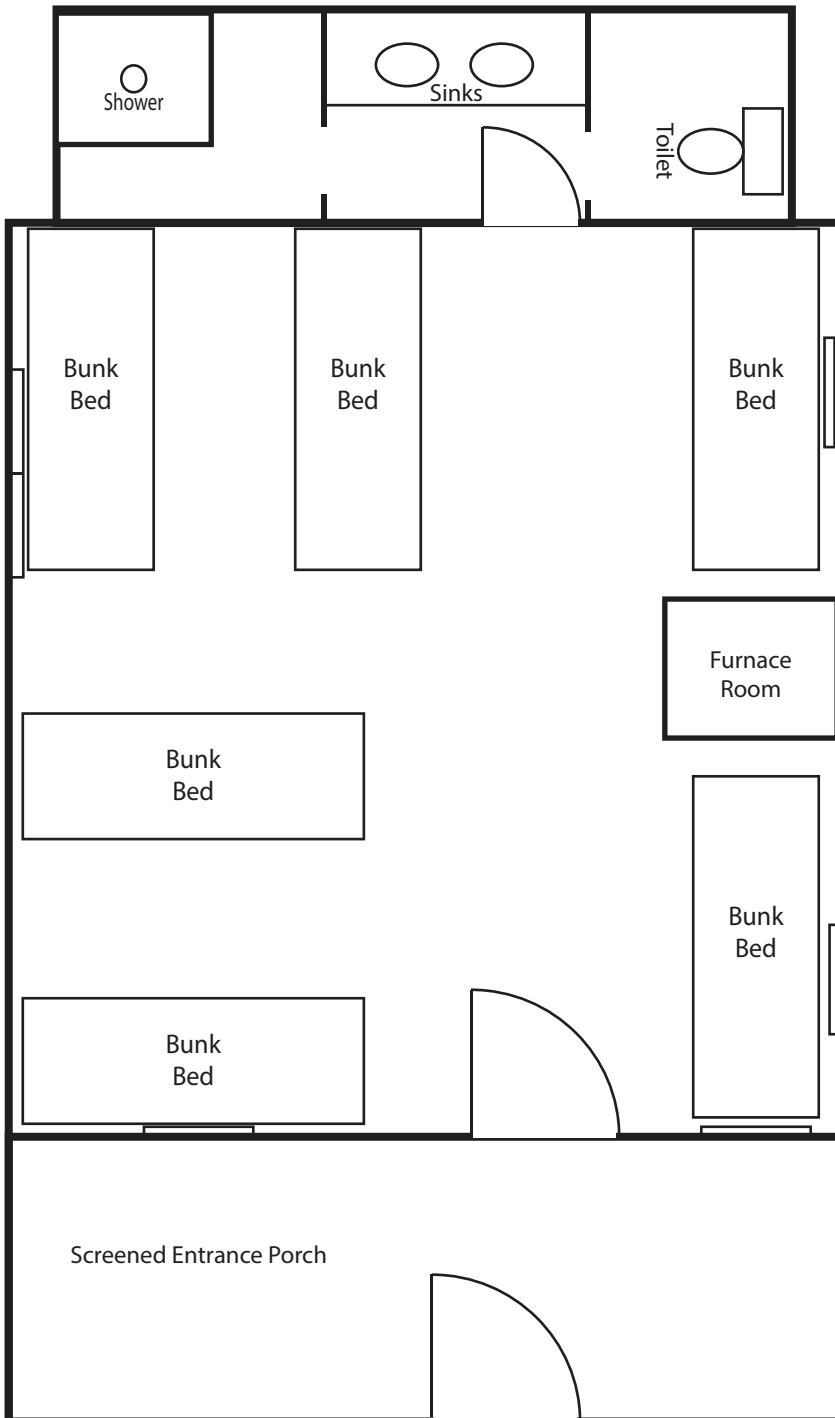 Shower
Sinks
Toilet
Bunk
Bed
Bunk
Bed
Bunk
Bed
Furnace
Room
Bunk
Bed
Bunk
Bed
Bunk
Bed
Screened Entrance Porch